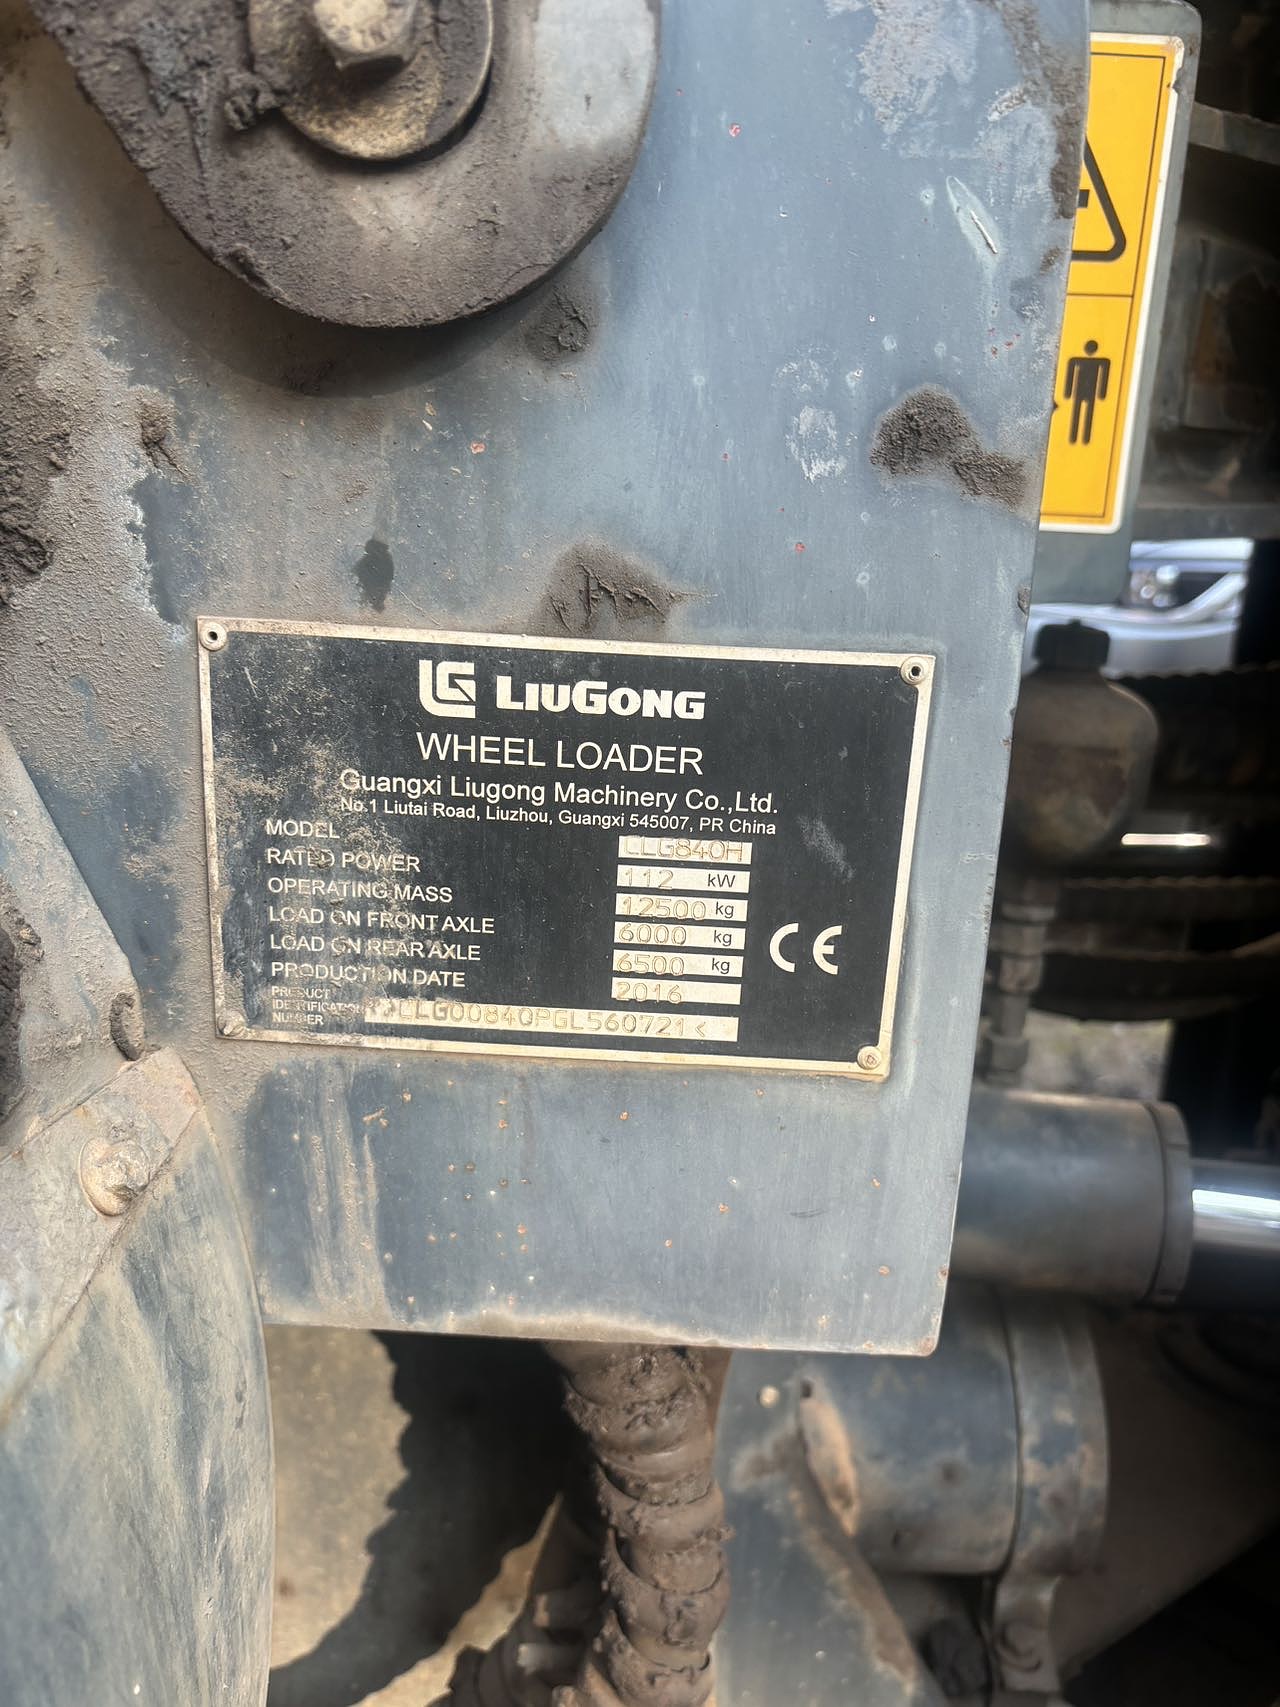 LG LIUGONG
WHEEL LOADER
Guangxi Liugong Machinery Co.,Ltd.
No.1 Liutai Road, Liuzhou, Guangxi 545007, PR China
MODEL CLG840H
RATED POWER 112 kW
OPERATING MASS 12500 kg
LOAD ON FRONT AXLE 6000 kg
LOAD ON REAR AXLE 6500 kg
PRODUCTION DATE 2016
PRODUCT
IDENTIFICATION
NUMBER CLG00840PGL560721<
CE